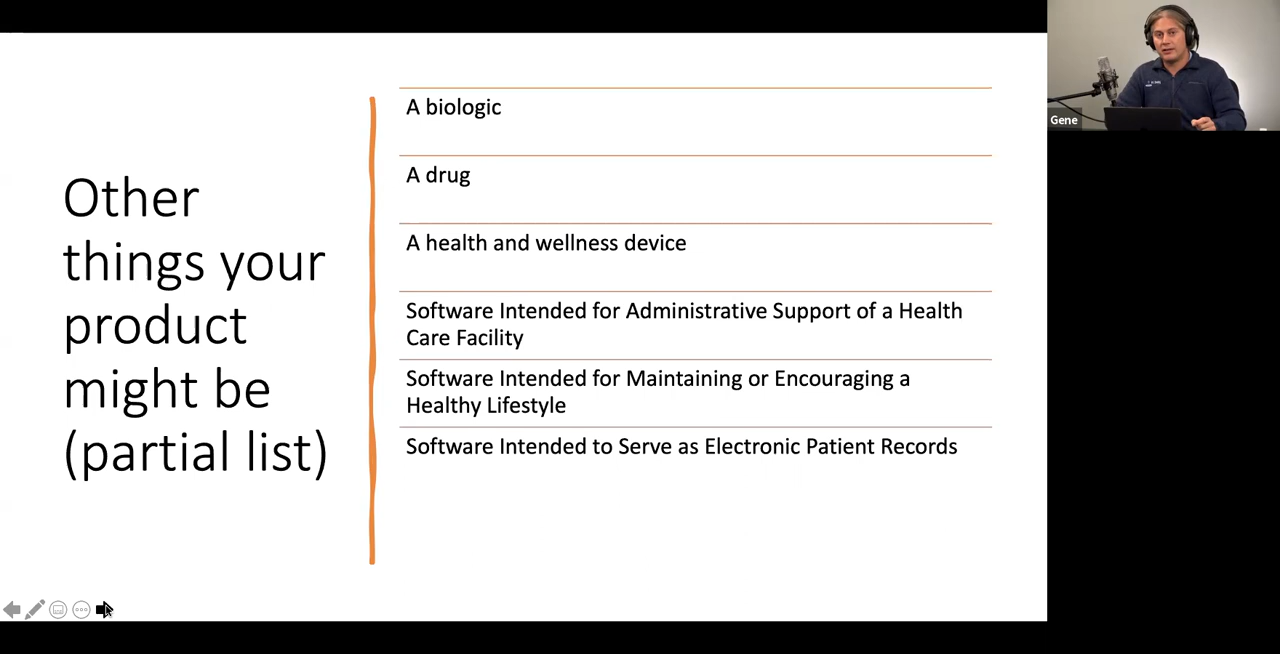 Other
things your
product
might be
(partial list)
A biologic
A drug
A health and wellness device
Software Intended for Administrative Support of a Health
Care Facility
Software Intended for Maintaining or Encouraging a
Healthy Lifestyle
Software Intended to Serve as Electronic Patient Records
Gene